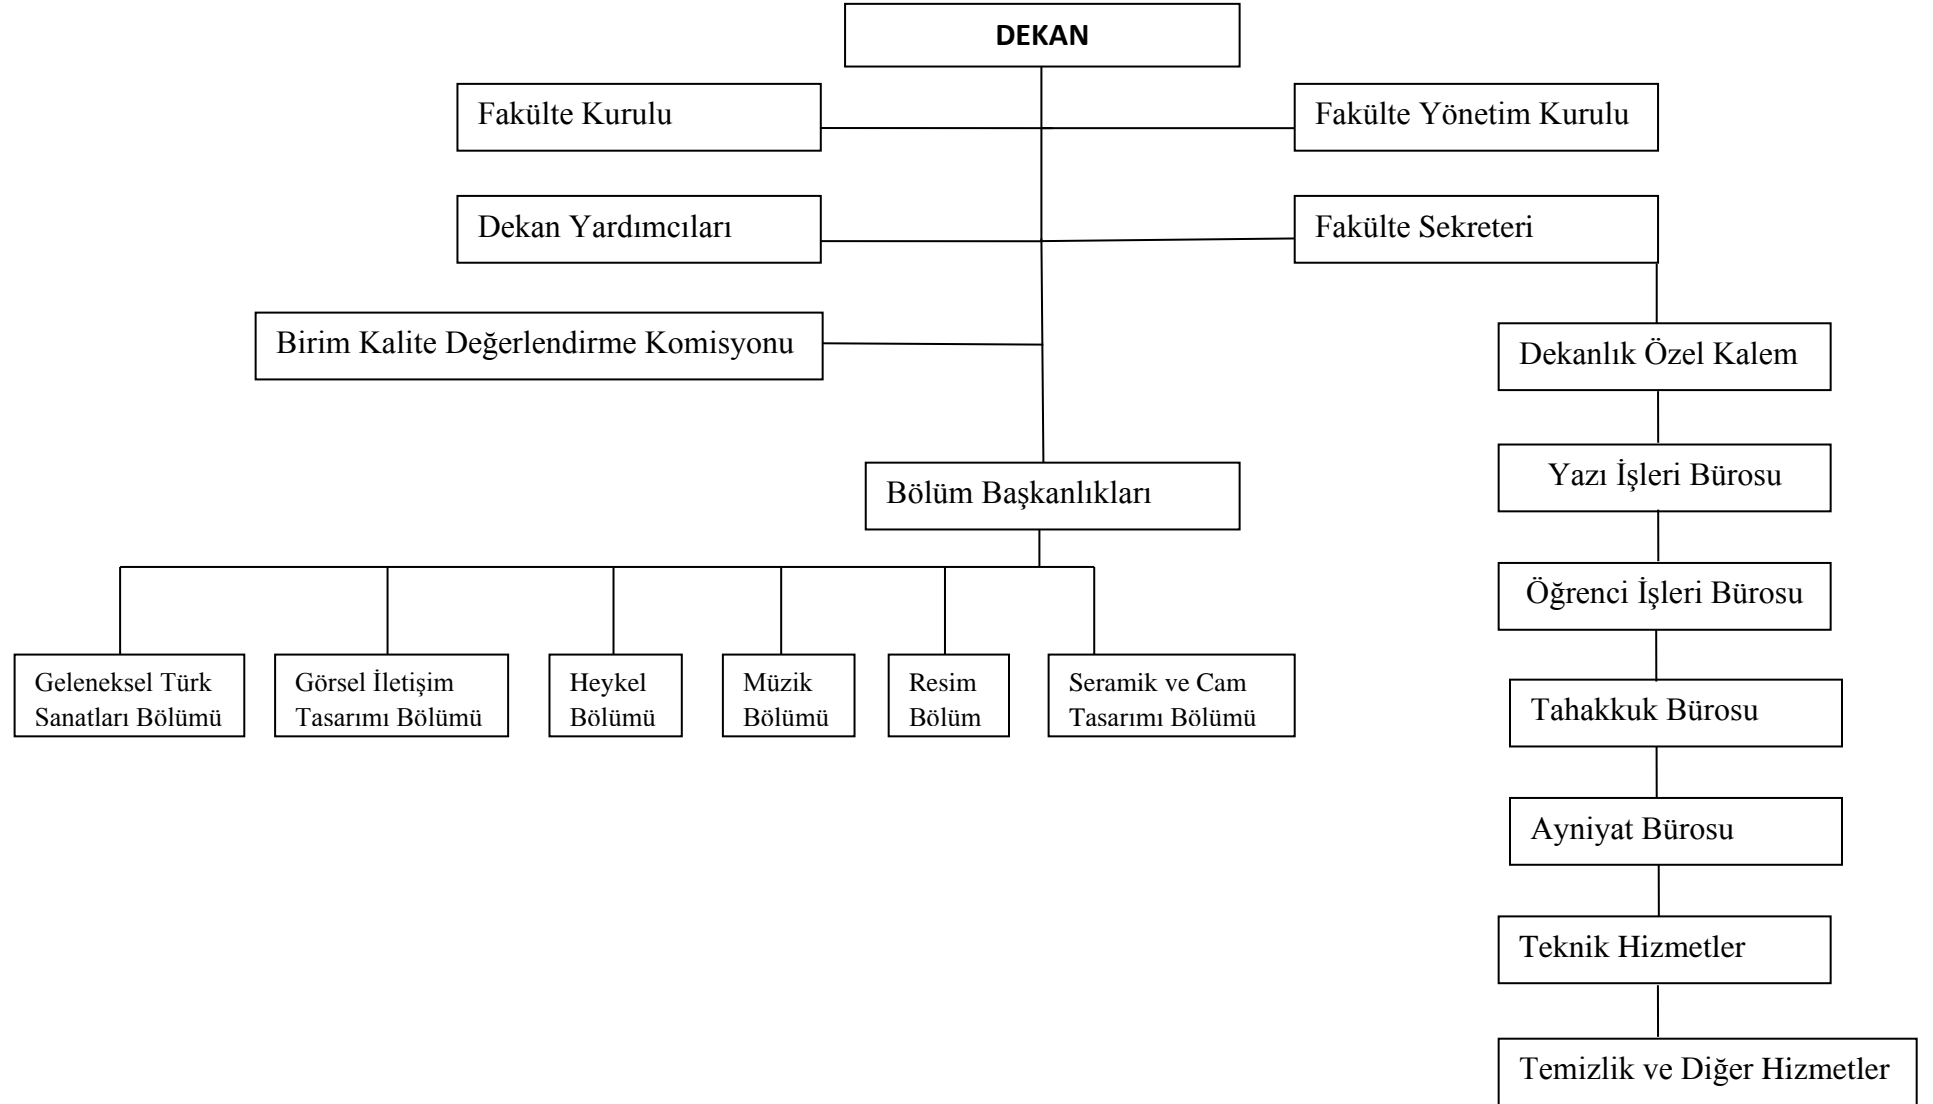 DEKAN
Fakülte Kurulu
Fakülte Yönetim Kurulu
Dekan Yardımcıları
Fakülte Sekreteri
Birim Kalite Değerlendirme Komisyonu
Dekanlık Özel Kalem
Yazı İşleri Bürosu
Bölüm Başkanlıkları
Öğrenci İşleri Bürosu
Geleneksel Türk
Sanatları Bölümü
Görsel İletişim
Tasarımı Bölümü
Heykel
Bölümü
Müzik
Bölümü
Resim
Bölüm
Seramik ve Cam
Tasarımı Bölümü
Tahakkuk Bürosu
Ayniyat Bürosu
Teknik Hizmetler
Temizlik ve Diğer Hizmetler